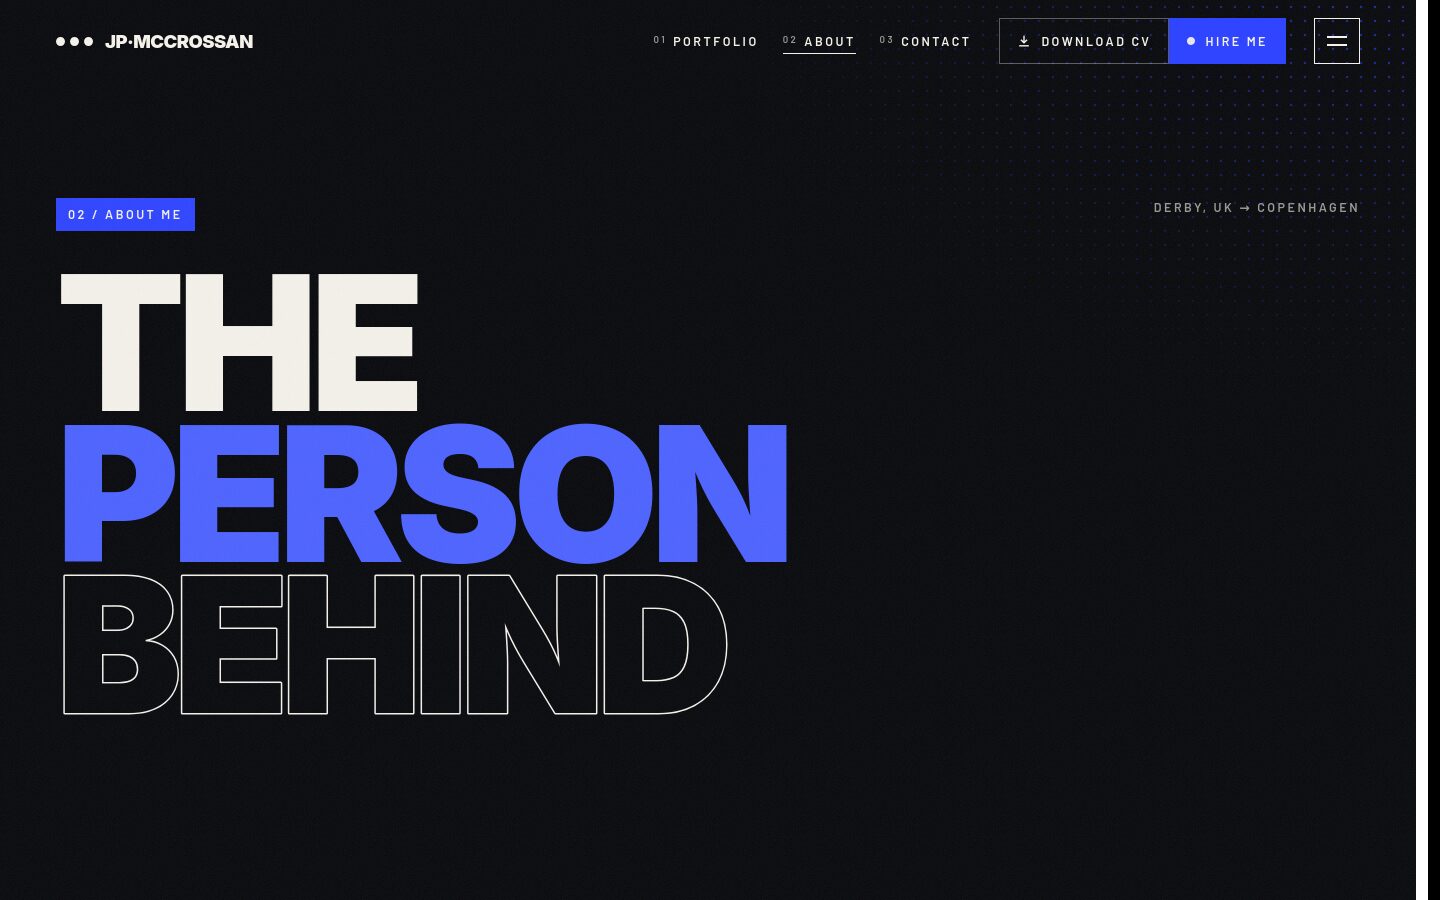 JP·MCCROSSAN
01 PORTFOLIO
02 ABOUT
03 CONTACT
DOWNLOAD CV
HIRE ME
02 / ABOUT ME
DERBY, UK → COPENHAGEN
THE
PERSON
BEHIND